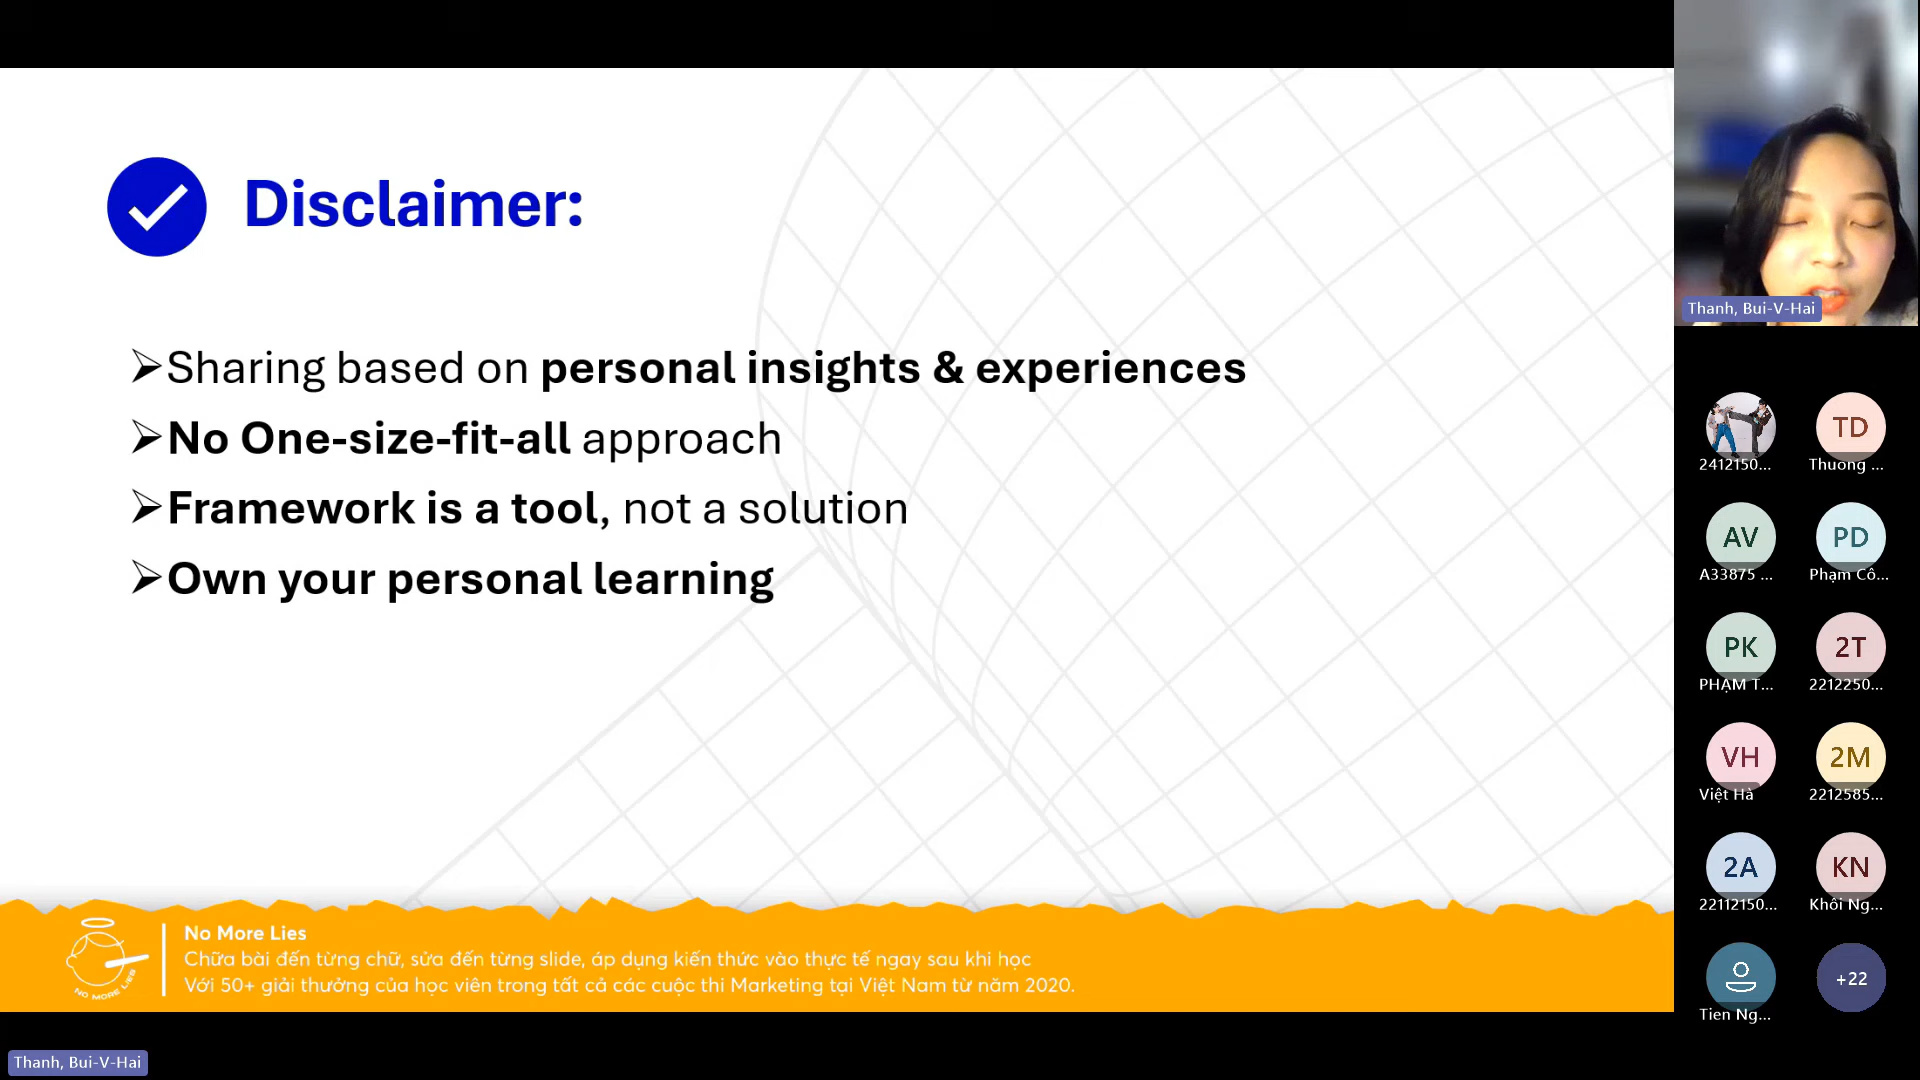 Disclaimer:
➢Sharing based on personal insights & experiences
➢No One-size-fit-all approach
➢Framework is a tool, not a solution
➢Own your personal learning
NO MORE LIES
No More Lies
Chữa bài đến từng chữ, sửa đến từng slide, áp dụng kiến thức vào thực tế ngay sau khi học
Với 50+ giải thưởng của học viên trong tất cả các cuộc thi Marketing tại Việt Nam từ năm 2020.
Thanh, Bui-V-Hai
Thanh, Bui-V-Hai
2412150...
TD
Thuong ...
AV
A33875 ...
PD
Phạm Cô...
PK
PHẠM T...
2T
2212250...
VH
Việt Hà
2M
2212585...
2A
22112150...
KN
Khôi Ng...
Tien Ng...
+22